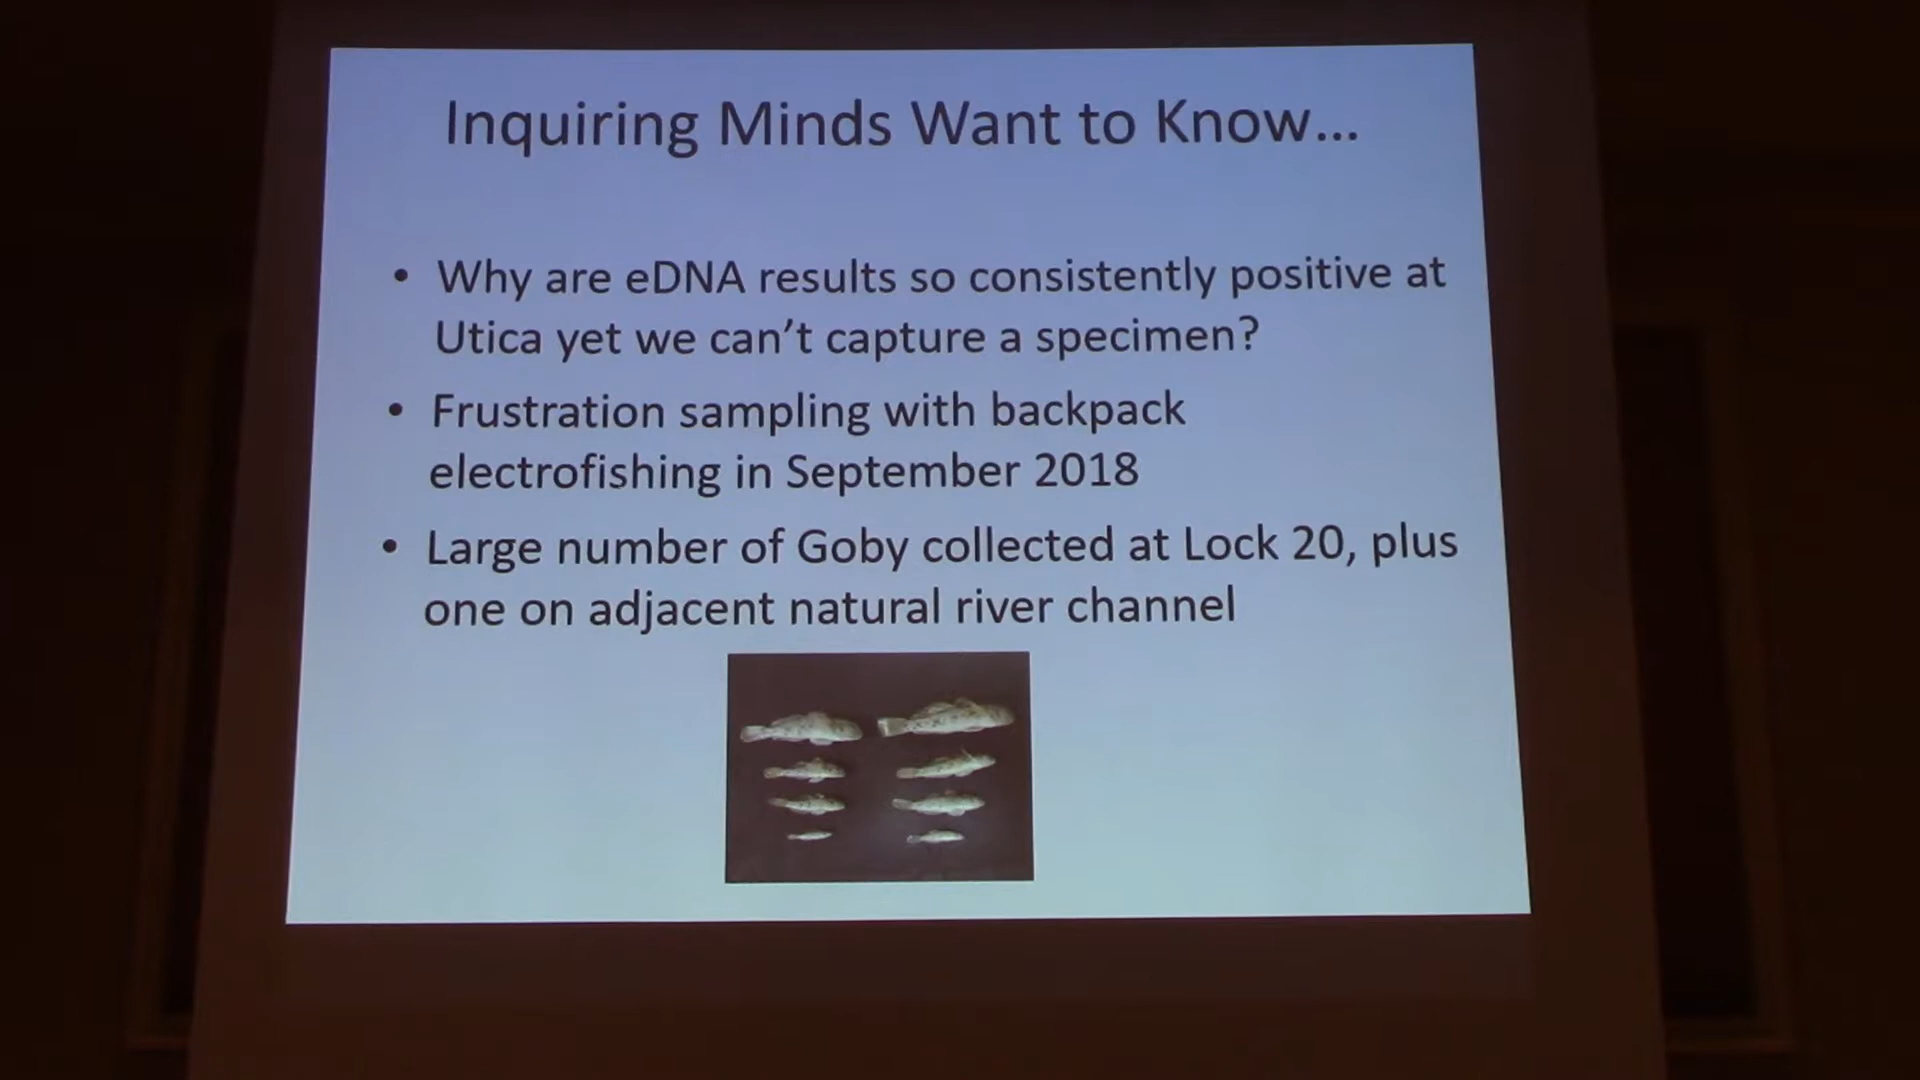 Inquiring Minds Want to Know...
• Why are eDNA results so consistently positive at
Utica yet we can't capture a specimen?
• Frustration sampling with backpack
electrofishing in September 2018
• Large number of Goby collected at Lock 20, plus
one on adjacent natural river channel